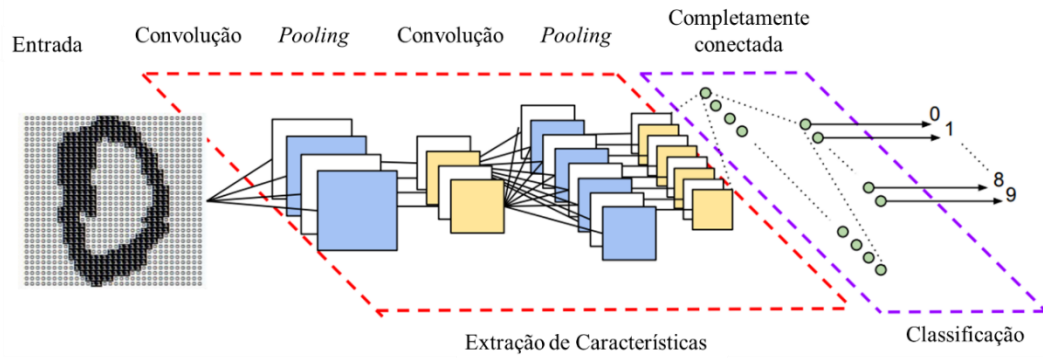 Entrada
Convolução
Pooling
Convolução
Pooling
Completamente
conectada
0
1
8
9
Extração de Características
Classificação